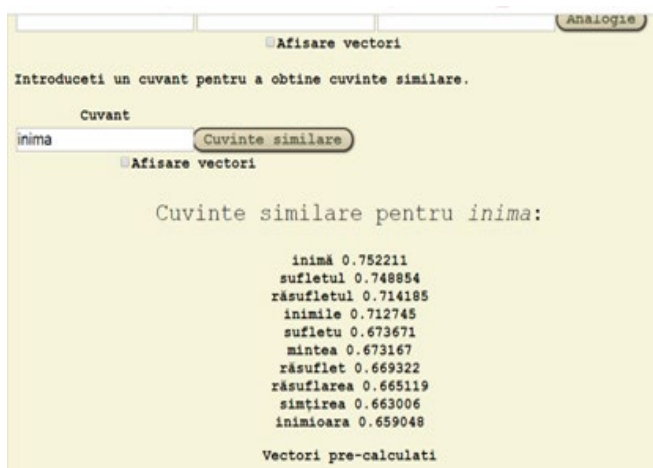 Analogie
Afisare vectori
Introduceti un cuvant pentru a obtine cuvinte similare.
Cuvant
inima Cuvinte similare
Afisare vectori
Cuvinte similare pentru inima:
inimă 0.752211
sufletul 0.748854
răsufletul 0.714185
inimile 0.712745
sufletu 0.673671
mintea 0.673167
răsuflet 0.669322
răsuflarea 0.665119
simțirea 0.663006
inimioara 0.659048
Vectori pre-calculati